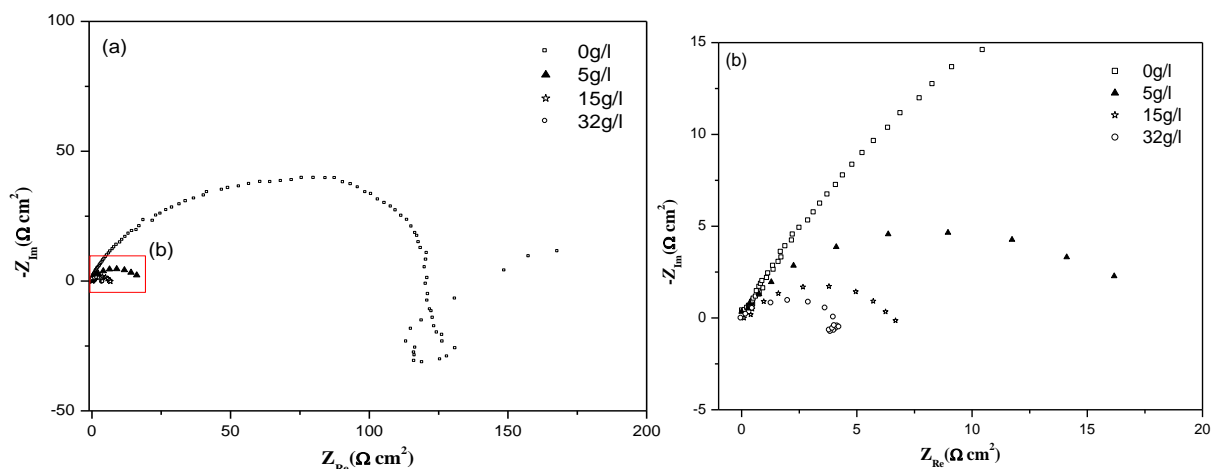 (a)
0g/l
5g/l
15g/l
32g/l
(b)
100
50
0
-50
0
50
100
150
200
-Z_Im(Ω cm²)
Z_Re(Ω cm²)
(b)
0g/l
5g/l
15g/l
32g/l
15
10
5
0
-5
0
5
10
15
20
-Z_Im(Ω cm²)
Z_Re(Ω cm²)